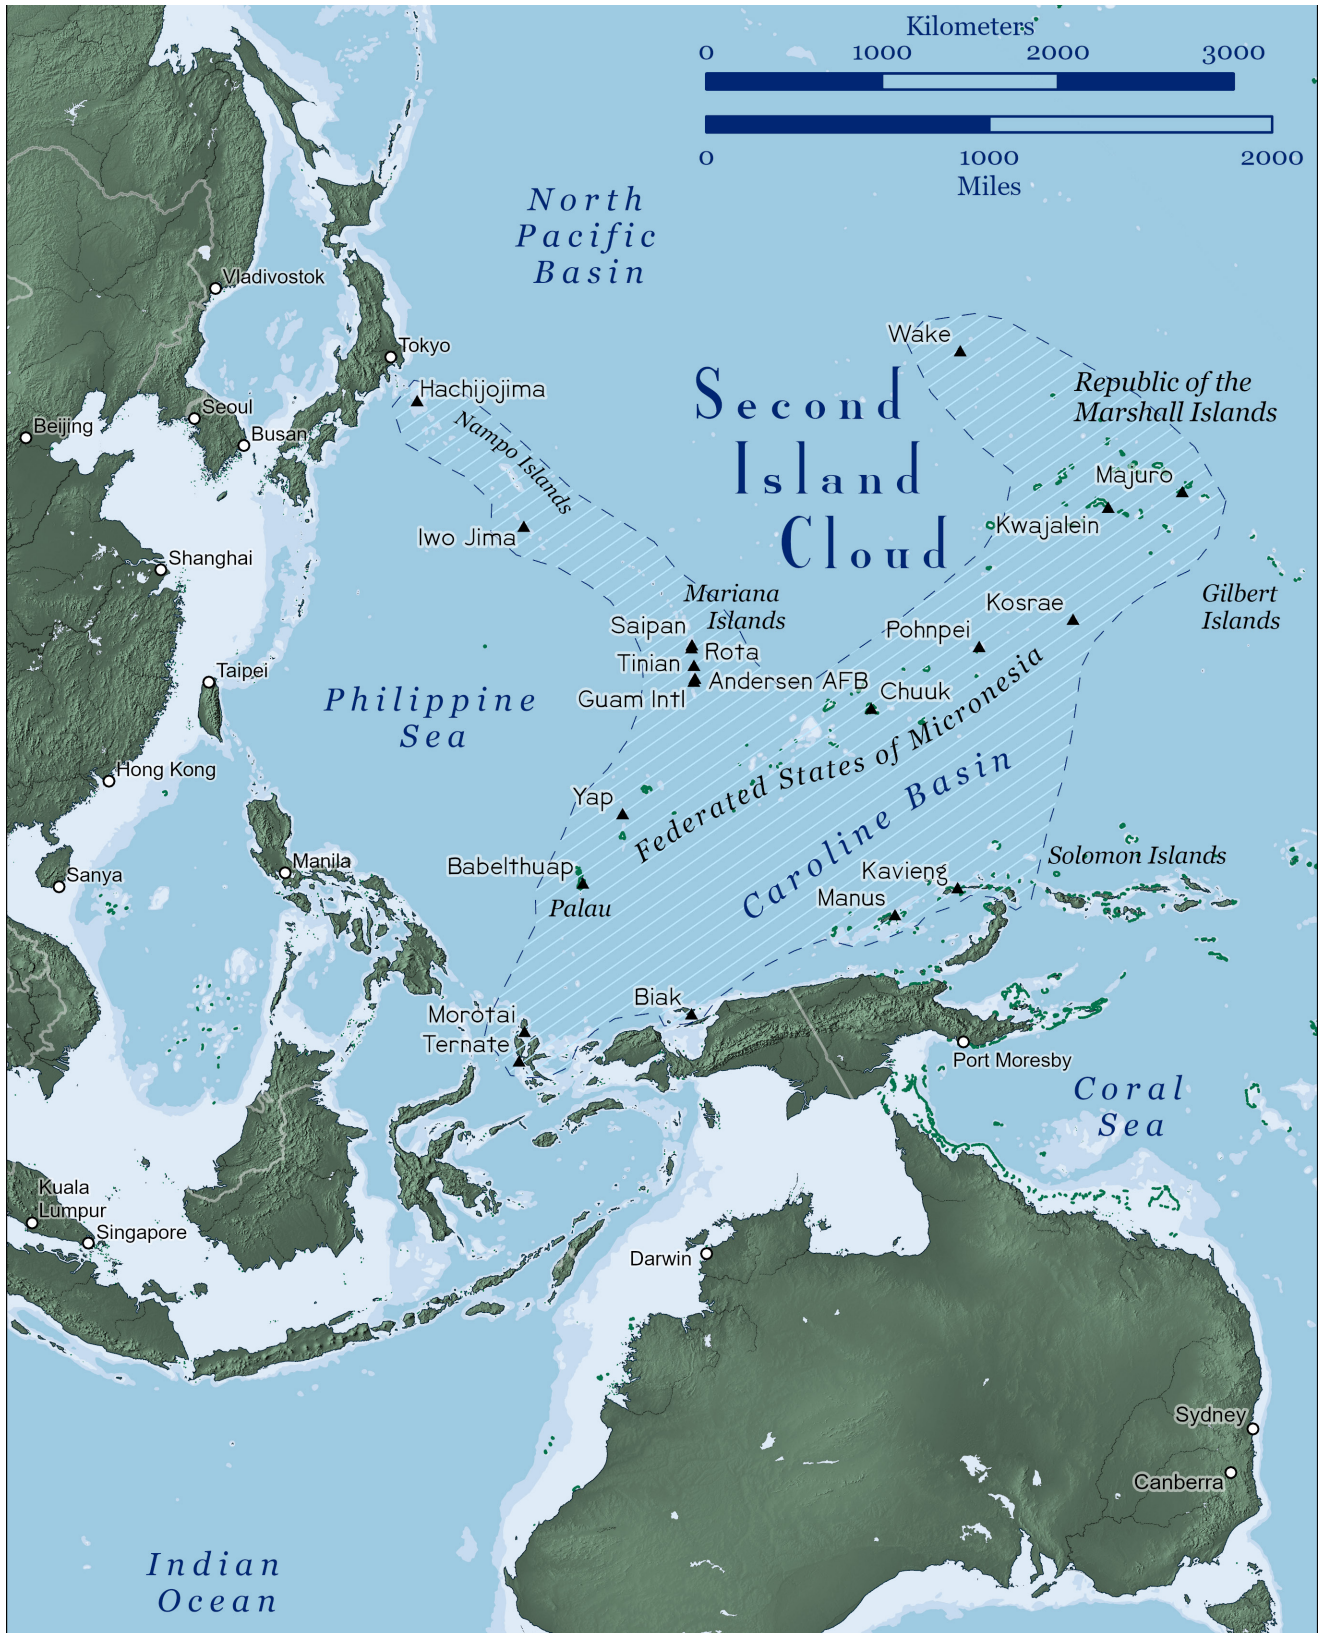 Kilometers
0 1000 2000 3000
0 1000 2000
Miles
North
Pacific
Basin
Vladivostok
Tokyo
Wake
Hachijojima
Second
Island
Cloud
Republic of the
Marshall Islands
Seoul
Beijing
Busan
Nampo Islands
Majuro
Kwajalein
Iwo Jima
Shanghai
Mariana
Islands
Gilbert
Islands
Kosrae
Saipan
Pohnpei
Rota
Tinian
Taipei
Andersen AFB
Guam Intl
Chuuk
Philippine
Sea
Federated States of Micronesia
Hong Kong
Yap
Caroline Basin
Manila
Babelthuap
Kavieng
Solomon Islands
Sanya
Manus
Palau
Biak
Morotai
Ternate
Port Moresby
Coral
Sea
Kuala
Lumpur
Singapore
Darwin
Sydney
Canberra
Indian
Ocean